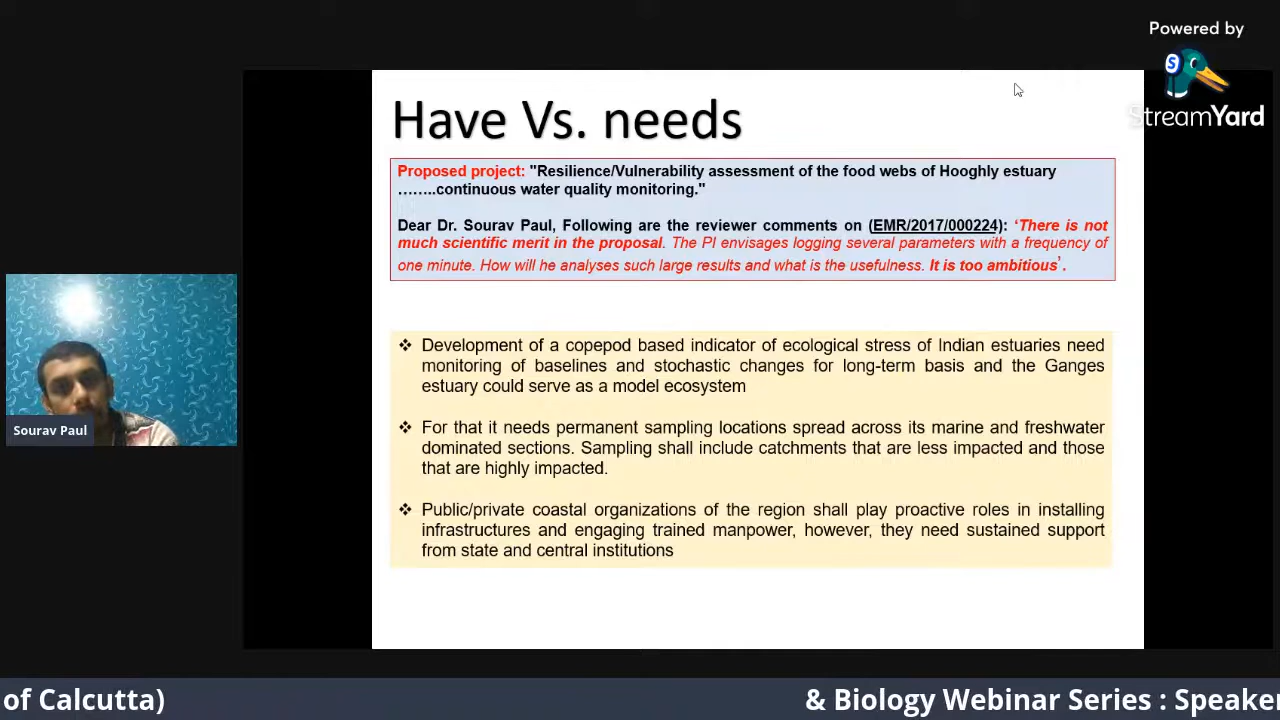 Powered by
StreamYard
Have Vs. needs
Proposed project: "Resilience/Vulnerability assessment of the food webs of Hooghly estuary
……..continuous water quality monitoring."
Dear Dr. Sourav Paul, Following are the reviewer comments on (EMR/2017/000224): ‘There is not
much scientific merit in the proposal. The PI envisages logging several parameters with a frequency of
one minute. How will he analyses such large results and what is the usefulness. It is too ambitious’.
❖ Development of a copepod based indicator of ecological stress of Indian estuaries need
monitoring of baselines and stochastic changes for long-term basis and the Ganges
estuary could serve as a model ecosystem
❖ For that it needs permanent sampling locations spread across its marine and freshwater
dominated sections. Sampling shall include catchments that are less impacted and those
that are highly impacted.
❖ Public/private coastal organizations of the region shall play proactive roles in installing
infrastructures and engaging trained manpower, however, they need sustained support
from state and central institutions
Sourav Paul
of Calcutta) & Biology Webinar Series : Speaker